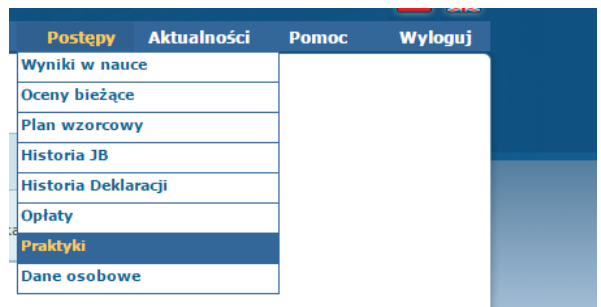 Postępy Aktualności Pomoc Wyloguj
Wyniki w nauce
Oceny bieżące
Plan wzorcowy
Historia JB
Historia Deklaracji
Opłaty
Praktyki
Dane osobowe